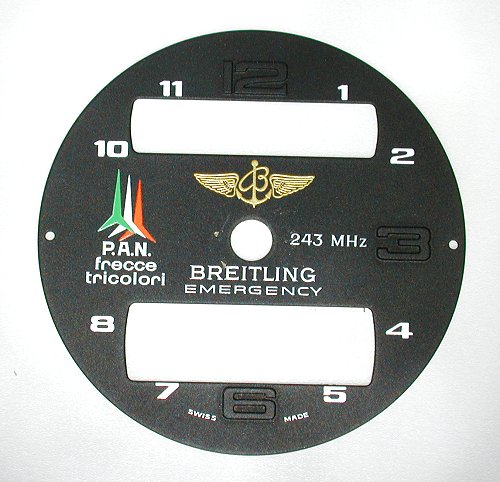 12
11
1
10
2
B
P.A.N.
frecce
tricolori
243 MHz
3
BREITLING
EMERGENCY
8
4
7
6
5
SWISS MADE